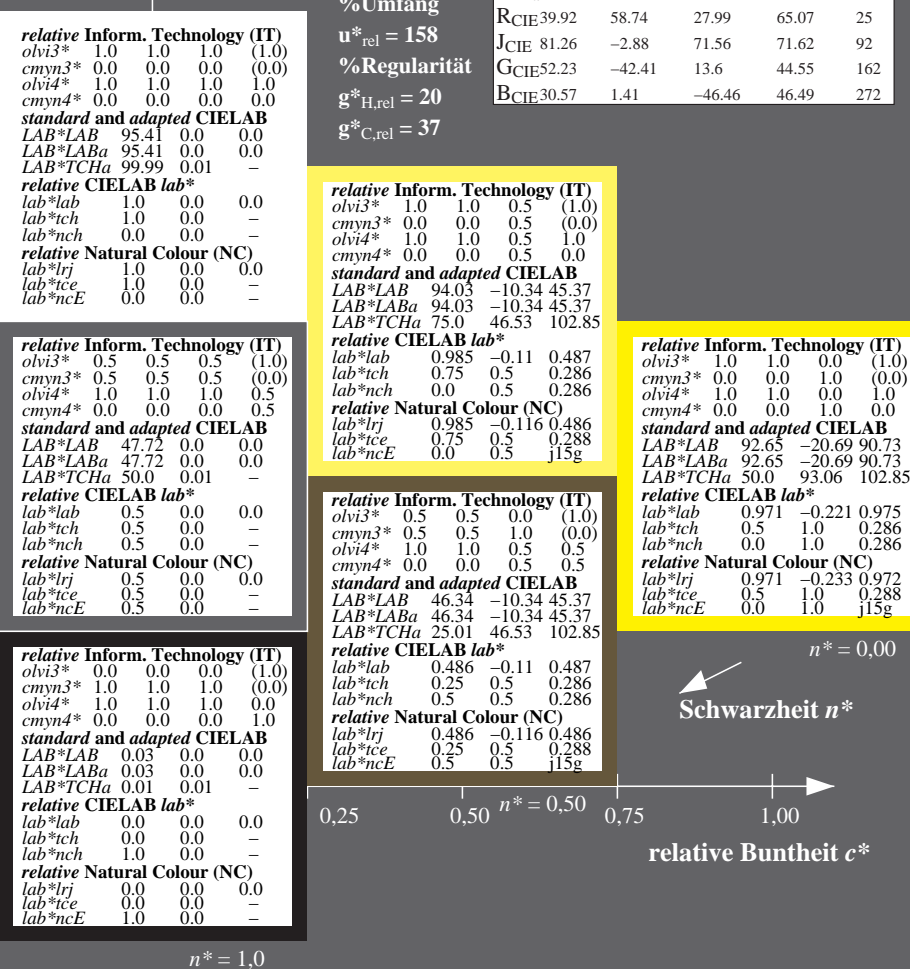 %Umfang
u*rel = 158
%Regularität
g*H,rel = 20
g*C,rel = 37
RCIE 39.92 58.74 27.99 65.07 25
JCIE 81.26 −2.88 71.56 71.62 92
GCIE 52.23 −42.41 13.6 44.55 162
BCIE 30.57 1.41 −46.46 46.49 272
relative Inform. Technology (IT)
olvi3* 1.0 1.0 1.0 (1.0)
cmyn3* 0.0 0.0 0.0 (0.0)
olvi4* 1.0 1.0 1.0 1.0
cmyn4* 0.0 0.0 0.0 0.0
standard and adapted CIELAB
LAB*LAB 95.41 0.0 0.0
LAB*LABa 95.41 0.0 0.0
LAB*TCHa 99.99 0.01 –
relative CIELAB lab*
lab*lab 1.0 0.0 0.0
lab*tch 1.0 0.0 –
lab*nch 0.0 0.0 –
relative Natural Colour (NC)
lab*lrj 1.0 0.0 0.0
lab*tce 1.0 0.0 –
lab*ncE 0.0 0.0 –
relative Inform. Technology (IT)
olvi3* 1.0 1.0 0.5 (1.0)
cmyn3* 0.0 0.0 0.5 (0.0)
olvi4* 1.0 1.0 0.5 1.0
cmyn4* 0.0 0.0 0.5 0.0
standard and adapted CIELAB
LAB*LAB 94.03 −10.34 45.37
LAB*LABa 94.03 −10.34 45.37
LAB*TCHa 75.0 46.53 102.85
relative CIELAB lab*
lab*lab 0.985 −0.11 0.487
lab*tch 0.75 0.5 0.286
lab*nch 0.0 0.5 0.286
relative Natural Colour (NC)
lab*lrj 0.985 −0.116 0.486
lab*tce 0.75 0.5 0.288
lab*ncE 0.0 0.5 j15g
relative Inform. Technology (IT)
olvi3* 0.5 0.5 0.5 (1.0)
cmyn3* 0.5 0.5 0.5 (0.0)
olvi4* 1.0 1.0 1.0 0.5
cmyn4* 0.0 0.0 0.0 0.5
standard and adapted CIELAB
LAB*LAB 47.72 0.0 0.0
LAB*LABa 47.72 0.0 0.0
LAB*TCHa 50.0 0.01 –
relative CIELAB lab*
lab*lab 0.5 0.0 0.0
lab*tch 0.5 0.0 –
lab*nch 0.5 0.0 –
relative Natural Colour (NC)
lab*lrj 0.5 0.0 0.0
lab*tce 0.5 0.0 –
lab*ncE 0.5 0.0 –
relative Inform. Technology (IT)
olvi3* 1.0 1.0 0.0 (1.0)
cmyn3* 0.0 0.0 1.0 (0.0)
olvi4* 1.0 1.0 0.0 1.0
cmyn4* 0.0 0.0 1.0 0.0
standard and adapted CIELAB
LAB*LAB 92.65 −20.69 90.73
LAB*LABa 92.65 −20.69 90.73
LAB*TCHa 50.0 93.06 102.85
relative CIELAB lab*
lab*lab 0.971 −0.221 0.975
lab*tch 0.5 1.0 0.286
lab*nch 0.0 1.0 0.286
relative Natural Colour (NC)
lab*lrj 0.971 −0.233 0.972
lab*tce 0.5 1.0 0.288
lab*ncE 0.0 1.0 j15g
relative Inform. Technology (IT)
olvi3* 0.5 0.5 0.0 (1.0)
cmyn3* 0.5 0.5 1.0 (0.0)
olvi4* 1.0 1.0 0.5 0.5
cmyn4* 0.0 0.0 0.5 0.5
standard and adapted CIELAB
LAB*LAB 46.34 −10.34 45.37
LAB*LABa 46.34 −10.34 45.37
LAB*TCHa 25.01 46.53 102.85
relative CIELAB lab*
lab*lab 0.486 −0.11 0.487
lab*tch 0.25 0.5 0.286
lab*nch 0.5 0.5 0.286
relative Natural Colour (NC)
lab*lrj 0.486 −0.116 0.486
lab*tce 0.25 0.5 0.288
lab*ncE 0.5 0.5 j15g
n* = 0,00
Schwarzheit n*
relative Inform. Technology (IT)
olvi3* 0.0 0.0 0.0 (1.0)
cmyn3* 1.0 1.0 1.0 (0.0)
olvi4* 1.0 1.0 1.0 0.0
cmyn4* 0.0 0.0 0.0 1.0
standard and adapted CIELAB
LAB*LAB 0.03 0.0 0.0
LAB*LABa 0.03 0.0 0.0
LAB*TCHa 0.01 0.01 –
relative CIELAB lab*
lab*lab 0.0 0.0 0.0
lab*tch 0.0 0.0 –
lab*nch 1.0 0.0 –
relative Natural Colour (NC)
lab*lrj 0.0 0.0 0.0
lab*tce 0.0 0.0 –
lab*ncE 1.0 0.0 –
n* = 0,50
0,25 0,50 0,75 1,00
relative Buntheit c*
n* = 1,0